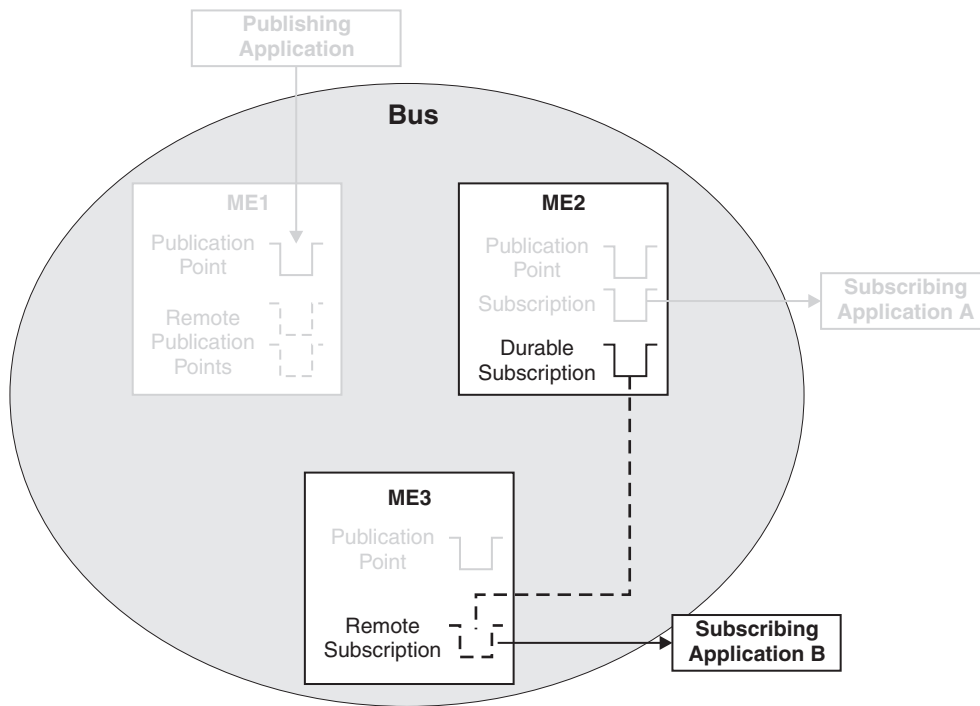 Publishing
Application
Bus
ME1
Publication
Point
Remote
Publication
Points
ME2
Publication
Point
Subscription
Durable
Subscription
Subscribing
Application A
ME3
Publication
Point
Remote
Subscription
Subscribing
Application B